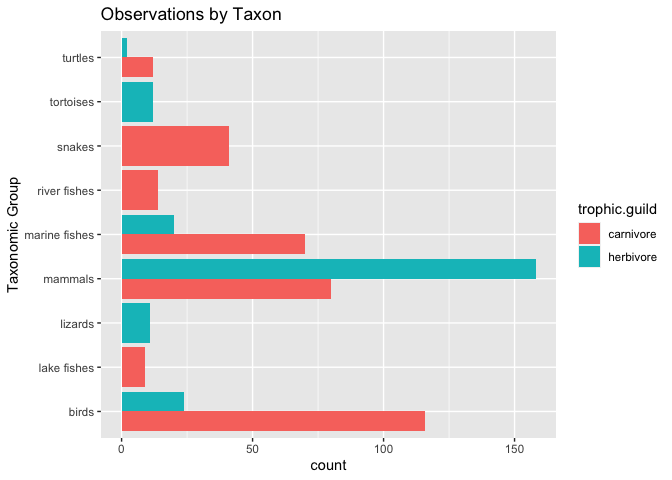 Observations by Taxon
Taxonomic Group
turtles
tortoises
snakes
river fishes
marine fishes
mammals
lizards
lake fishes
birds
0 50 100 150
count
trophic.guild
carnivore
herbivore